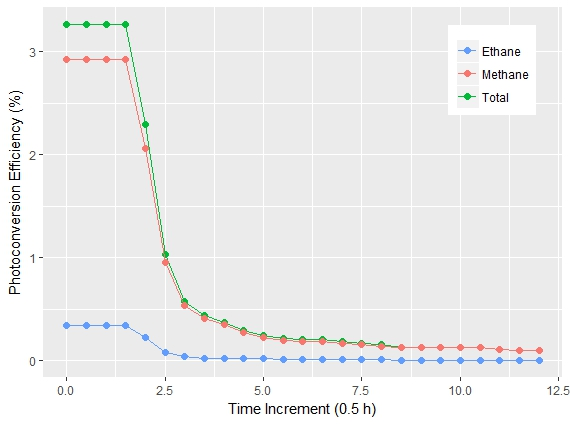 Photoconversion Efficiency (%)
3
2
1
0
Ethane
Methane
Total
0.0 2.5 5.0 7.5 10.0 12.5
Time Increment (0.5 h)